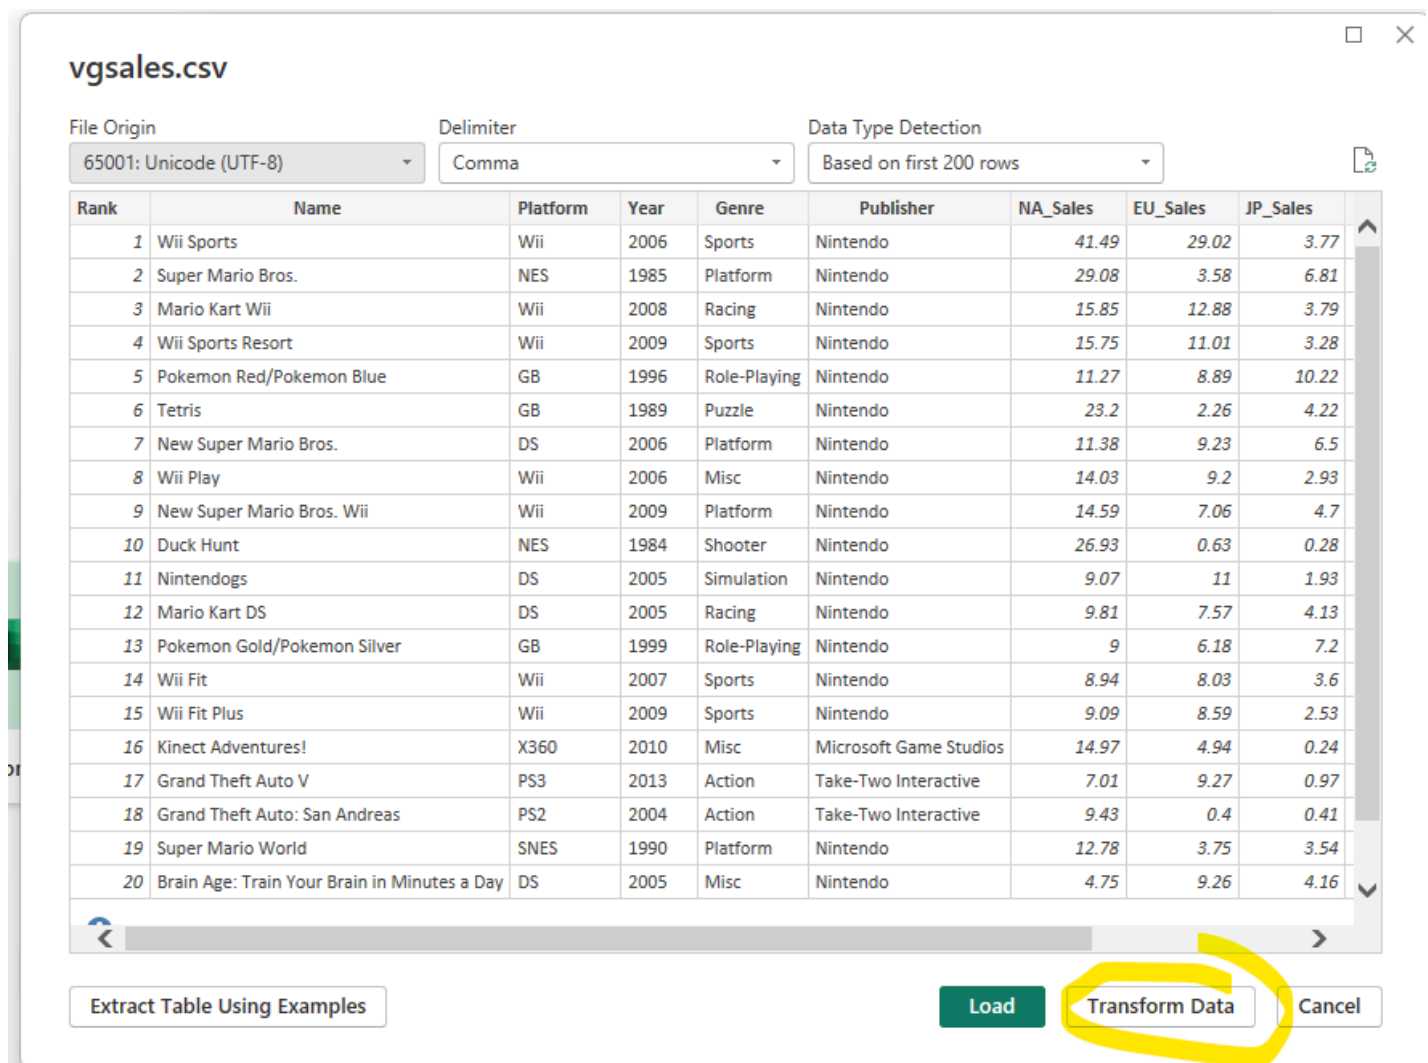 vgsales.csv
File Origin Delimiter Data Type Detection
65001: Unicode (UTF-8) Comma Based on first 200 rows
Rank Name Platform Year Genre Publisher NA_Sales EU_Sales JP_Sales
1 Wii Sports Wii 2006 Sports Nintendo 41.49 29.02 3.77
2 Super Mario Bros. NES 1985 Platform Nintendo 29.08 3.58 6.81
3 Mario Kart Wii Wii 2008 Racing Nintendo 15.85 12.88 3.79
4 Wii Sports Resort Wii 2009 Sports Nintendo 15.75 11.01 3.28
5 Pokemon Red/Pokemon Blue GB 1996 Role-Playing Nintendo 11.27 8.89 10.22
6 Tetris GB 1989 Puzzle Nintendo 23.2 2.26 4.22
7 New Super Mario Bros. DS 2006 Platform Nintendo 11.38 9.23 6.5
8 Wii Play Wii 2006 Misc Nintendo 14.03 9.2 2.93
9 New Super Mario Bros. Wii Wii 2009 Platform Nintendo 14.59 7.06 4.7
10 Duck Hunt NES 1984 Shooter Nintendo 26.93 0.63 0.28
11 Nintendogs DS 2005 Simulation Nintendo 9.07 11 1.93
12 Mario Kart DS DS 2005 Racing Nintendo 9.81 7.57 4.13
13 Pokemon Gold/Pokemon Silver GB 1999 Role-Playing Nintendo 9 6.18 7.2
14 Wii Fit Wii 2007 Sports Nintendo 8.94 8.03 3.6
15 Wii Fit Plus Wii 2009 Sports Nintendo 9.09 8.59 2.53
16 Kinect Adventures! X360 2010 Misc Microsoft Game Studios 14.97 4.94 0.24
17 Grand Theft Auto V PS3 2013 Action Take-Two Interactive 7.01 9.27 0.97
18 Grand Theft Auto: San Andreas PS2 2004 Action Take-Two Interactive 9.43 0.4 0.41
19 Super Mario World SNES 1990 Platform Nintendo 12.78 3.75 3.54
20 Brain Age: Train Your Brain in Minutes a Day DS 2005 Misc Nintendo 4.75 9.26 4.16
Extract Table Using Examples Load Transform Data Cancel